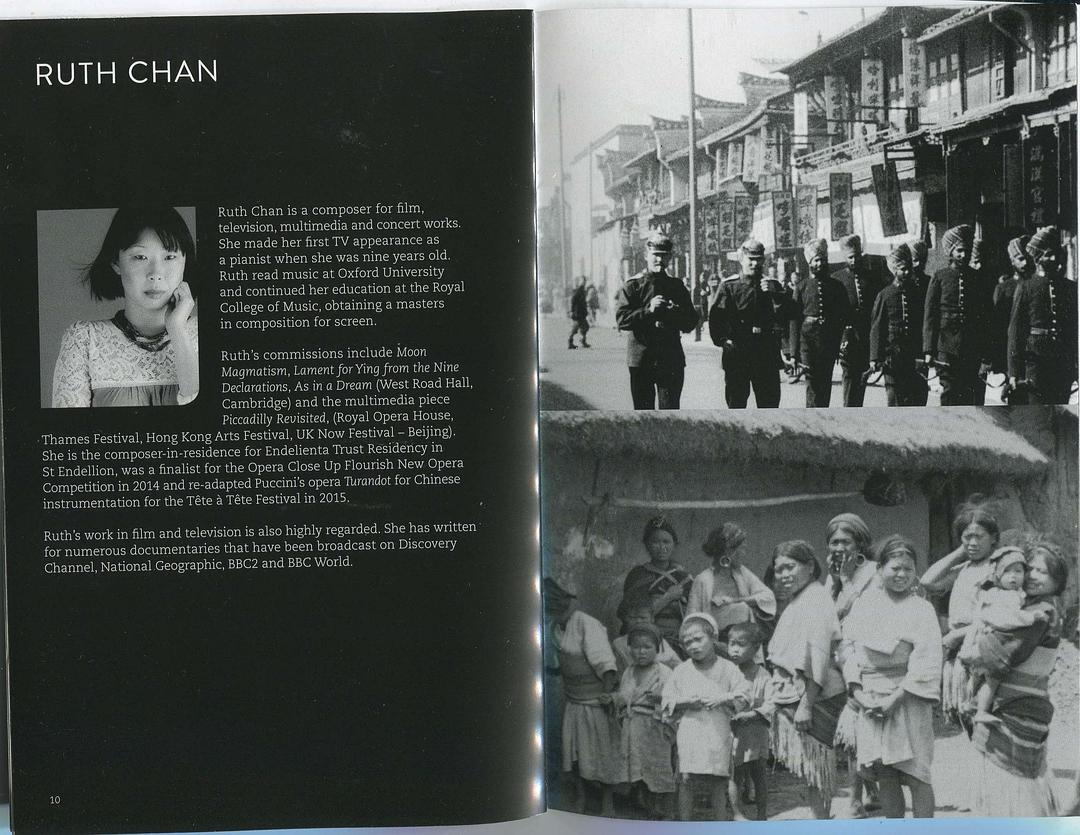 RUTH CHAN
Ruth Chan is a composer for film,
television, multimedia and concert works.
She made her first TV appearance as
a pianist when she was nine years old.
Ruth read music at Oxford University
and continued her education at the Royal
College of Music, obtaining a masters
in composition for screen.
Ruth's commissions include Moon
Magmatism, Lament for Ying from the Nine
Declarations, As in a Dream (West Road Hall,
Cambridge) and the multimedia piece
Piccadilly Revisited, (Royal Opera House,
Thames Festival, Hong Kong Arts Festival, UK Now Festival – Beijing).
She is the composer-in-residence for Endelienta Trust Residency in
St Endellion, was a finalist for the Opera Close Up Flourish New Opera
Competition in 2014 and re-adapted Puccini's opera Turandot for Chinese
instrumentation for the Tête à Tête Festival in 2015.
Ruth's work in film and television is also highly regarded. She has written
for numerous documentaries that have been broadcast on Discovery
Channel, National Geographic, BBC2 and BBC World.
10